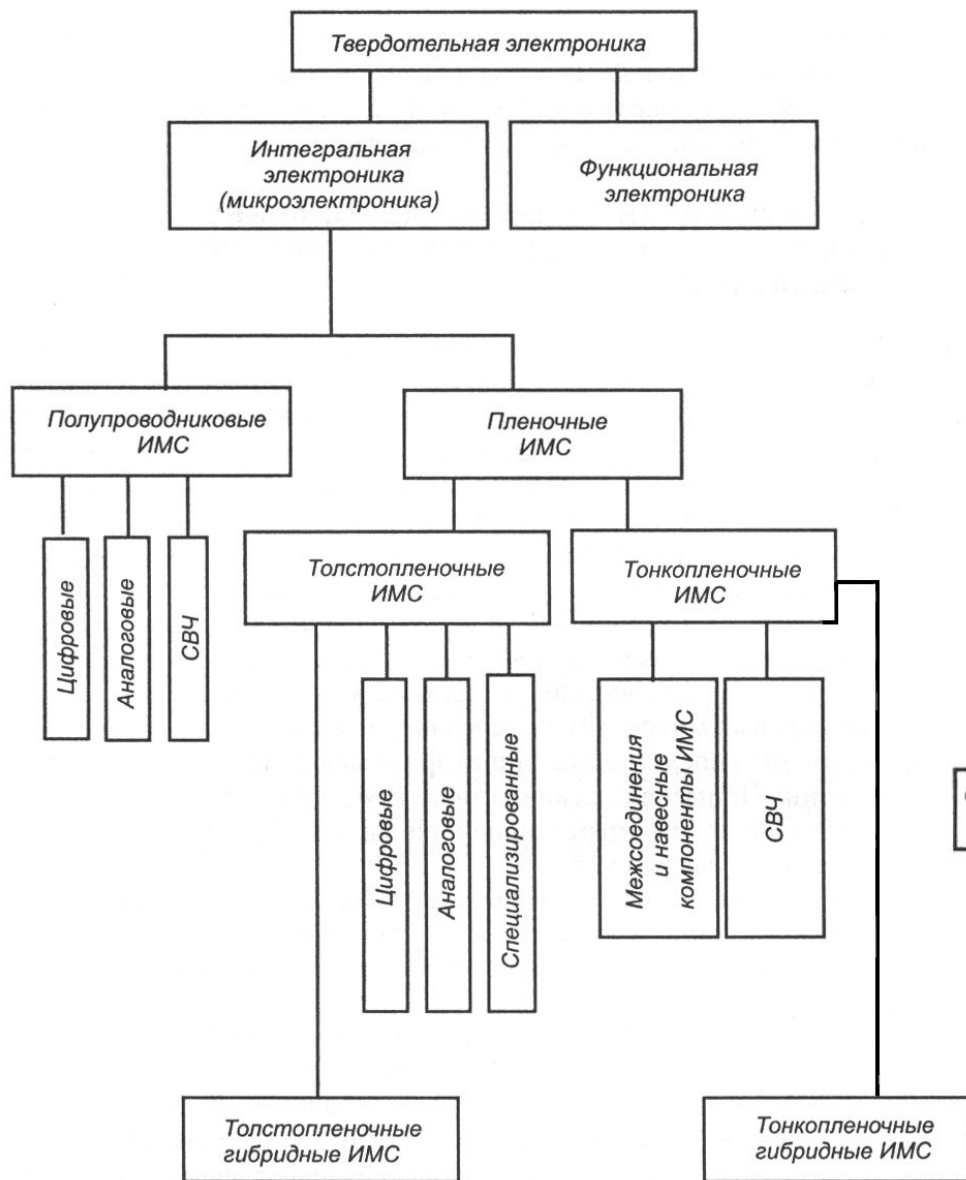 Твердотельная электроника
Интегральная
электроника
(микроэлектроника)
Функциональная
электроника
Полупроводниковые
ИМС
Пленочные
ИМС
Цифровые
Аналоговые
СВЧ
Толстопленочные
ИМС
Тонкопленочные
ИМС
Цифровые
Аналоговые
Специализированные
Межсоединения
и навесные
компоненты ИМС
СВЧ
Толстопленочные
гибридные ИМС
Тонкопленочные
гибридные ИМС